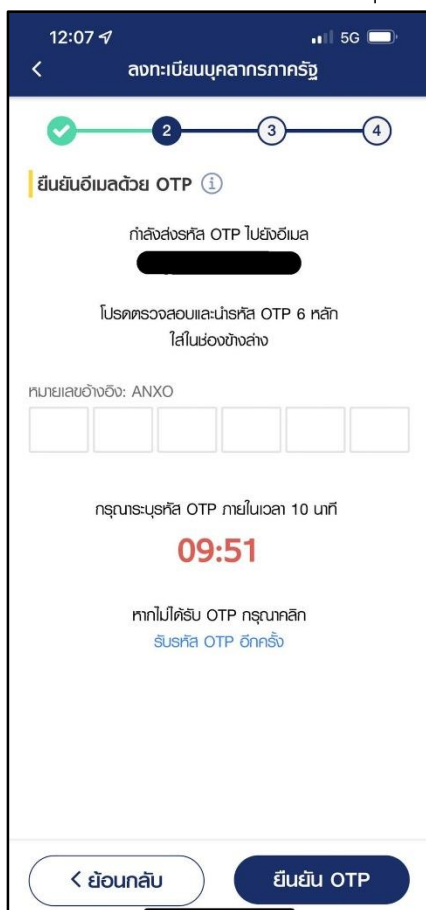 12:07 5G
ลงทะเบียนบุคลากรภาครัฐ
2 3 4
ยืนยันอีเมลด้วย OTP i
กำลังส่งรหัส OTP ไปยังอีเมล
โปรดตรวจสอบและนำรหัส OTP 6 หลัก
ใส่ในช่องข้างล่าง
หมายเลขอ้างอิง: ANXO
กรุณาระบุรหัส OTP ภายในเวลา 10 นาที
09:51
หากไม่ได้รับ OTP กรุณาคลิก
รับรหัส OTP อีกครั้ง
< ย้อนกลับ ยืนยัน OTP